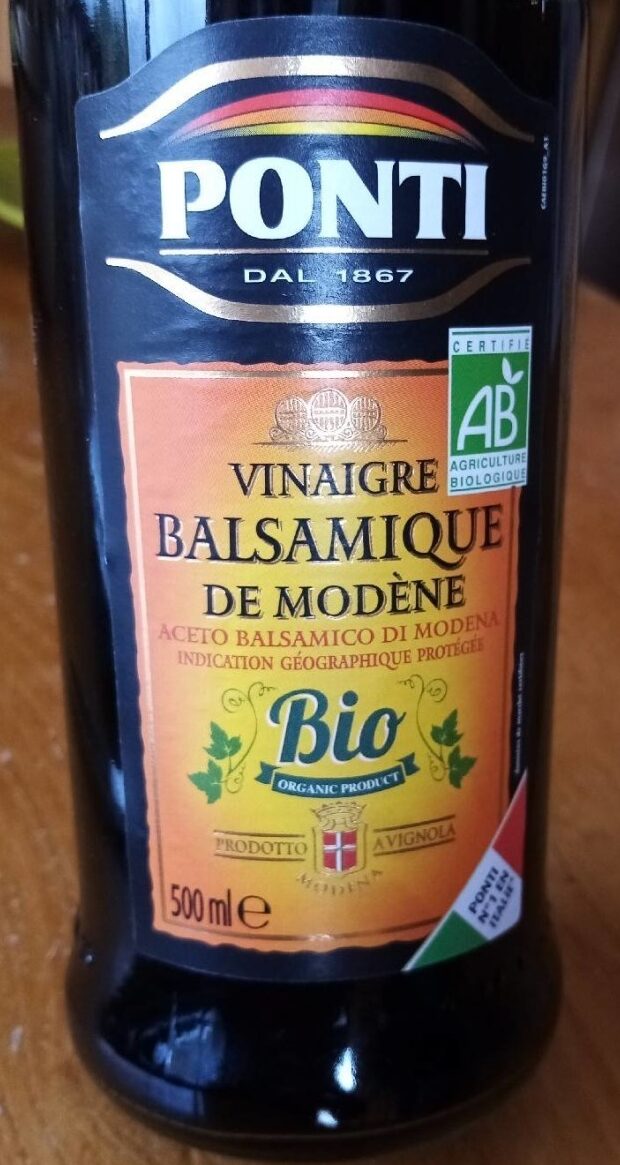 PONTI
DAL 1867
CERTIFIÉ
AB
AGRICULTURE
BIOLOGIQUE
VINAIGRE
BALSAMIQUE
DE MODÈNE
ACETO BALSAMICO DI MODENA
INDICATION GÉOGRAPHIQUE PROTÉGÉE
Bio
ORGANIC PRODUCT
PRODOTTO A VIGNOLA
MODENA
500 ml e
PONTI
N°1 EN
ITALIE*